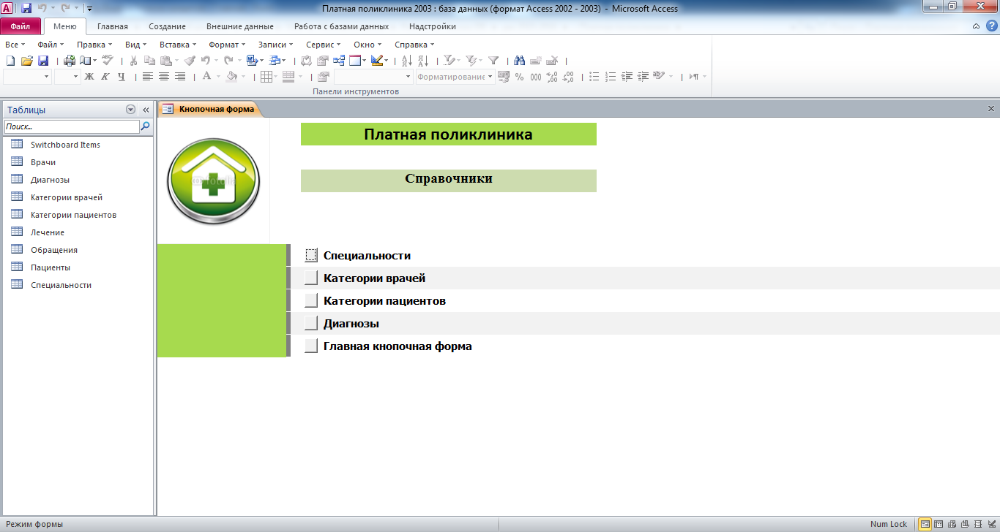 Платная поликлиника 2003 : база данных (формат Access 2002 - 2003) - Microsoft Access
Файл Меню Главная Создание Внешние данные Работа с базами данных Надстройки
Все Файл Правка Вид Вставка Формат Записи Сервис Окно Справка
Ж К Ч А Форматирование % 000
Панели инструментов
Таблицы
Поиск...
Switchboard Items
Врачи
Диагнозы
Категории врачей
Категории пациентов
Лечение
Обращения
Пациенты
Специальности
Кнопочная форма
Платная поликлиника
Справочники
Специальности
Категории врачей
Категории пациентов
Диагнозы
Главная кнопочная форма
Режим формы
Num Lock